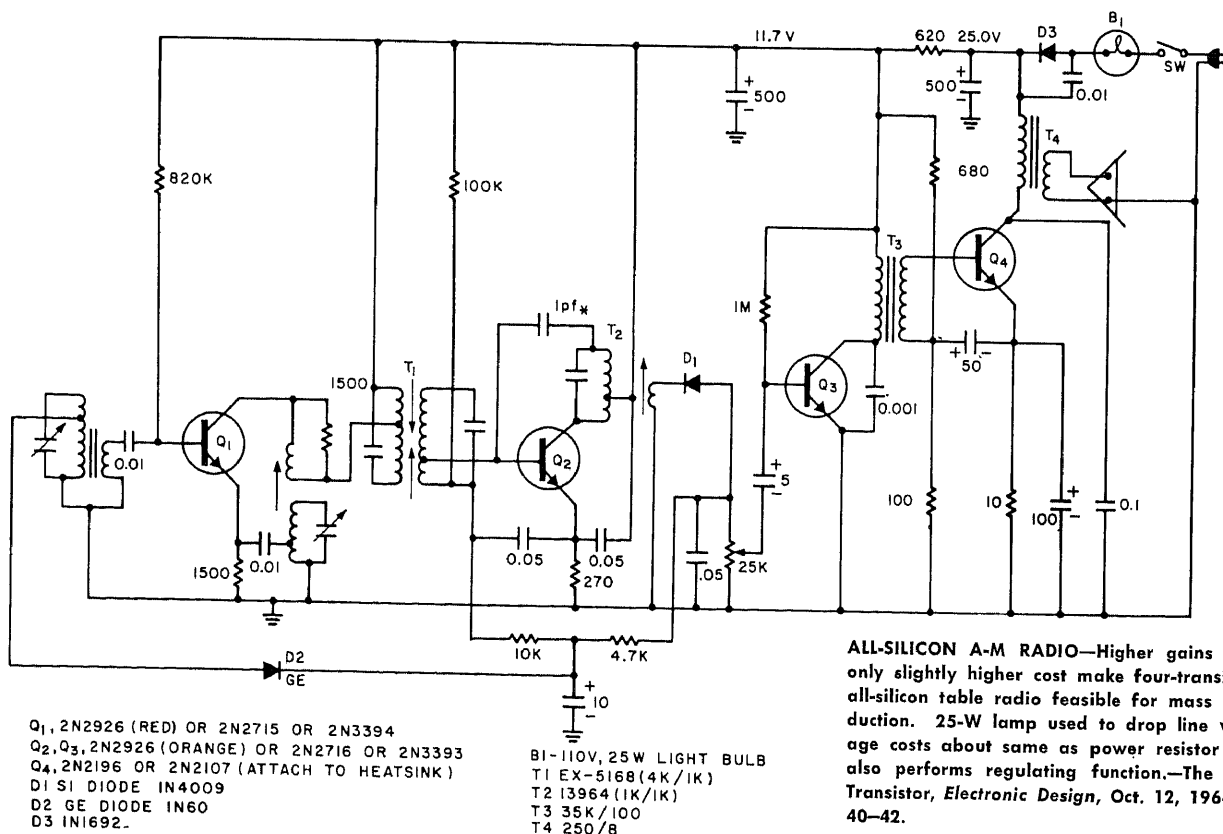 11.7 V
620
25.0V
D3
B1
SW
500
500
0.01
820K
100K
680
T4
T3
Q4
1M
1pf*
T2
D1
1500
T1
50
Q3
0.001
Q1
0.01
Q2
5
100
10
100
0.1
0.05
0.05
0.01
1500
270
.05
25K
10K
4.7K
D2
GE
10
Q1, 2N2926 (RED) OR 2N2715 OR 2N3394
Q2,Q3, 2N2926 (ORANGE) OR 2N2716 OR 2N3393
Q4, 2N2196 OR 2N2107 (ATTACH TO HEATSINK)
D1 SI DIODE IN4009
D2 GE DIODE IN60
D3 IN1692
B1-110V, 25W LIGHT BULB
T1 EX-5168 (4K/1K)
T2 13964 (1K/1K)
T3 35K/100
T4 250/8
ALL-SILICON A-M RADIO—Higher gains
only slightly higher cost make four-trans
all-silicon table radio feasible for mass
duction. 25-W lamp used to drop line v
age costs about same as power resistor
also performs regulating function.—The
Transistor, Electronic Design, Oct. 12, 196
40–42.